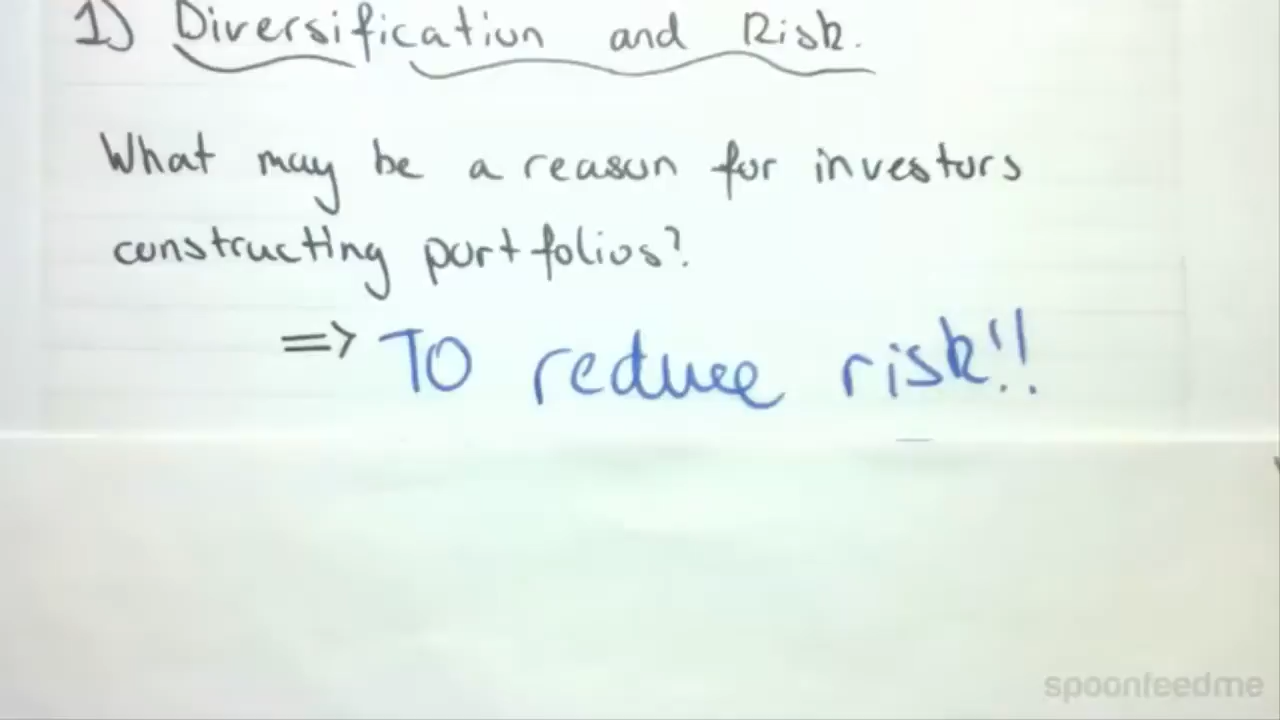 1) Diversification and Risk.
What may be a reason for investors
constructing portfolios?
=> TO reduce risk!!
spoonfeedme